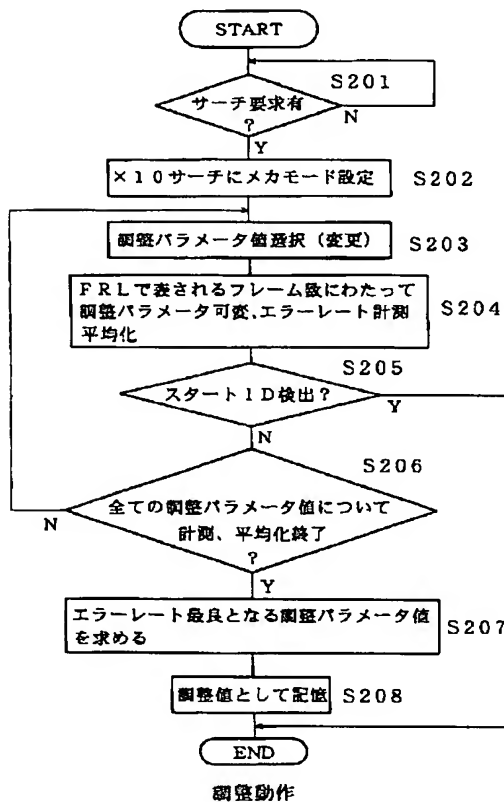 START
S201
サーチ要求有
?
N
Y
×10サーチにメカモード設定
S202
調整パラメータ値選択(変更)
S203
FRLで表されるフレーム数にわたって
調整パラメータ可変、エラーレート計測
平均化
S204
S205
スタートID検出?
Y
N
S206
全ての調整パラメータ値について
計測、平均化終了
?
N
Y
エラーレート最良となる調整パラメータ値
を求める
S207
調整値として記憶
S208
END
調整動作